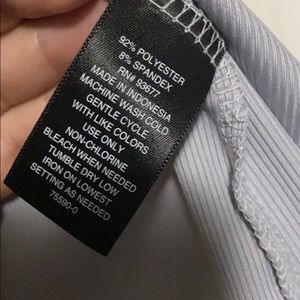 92% POLYESTER
8% SPANDEX
RN# 93677
MADE IN INDONESIA
MACHINE WASH COLD
GENTLE CYCLE
WITH LIKE COLORS
USE ONLY
NON-CHLORINE
BLEACH WHEN NEEDED
TUMBLE DRY LOW
IRON ON LOWEST
SETTING AS NEEDED
75590-0